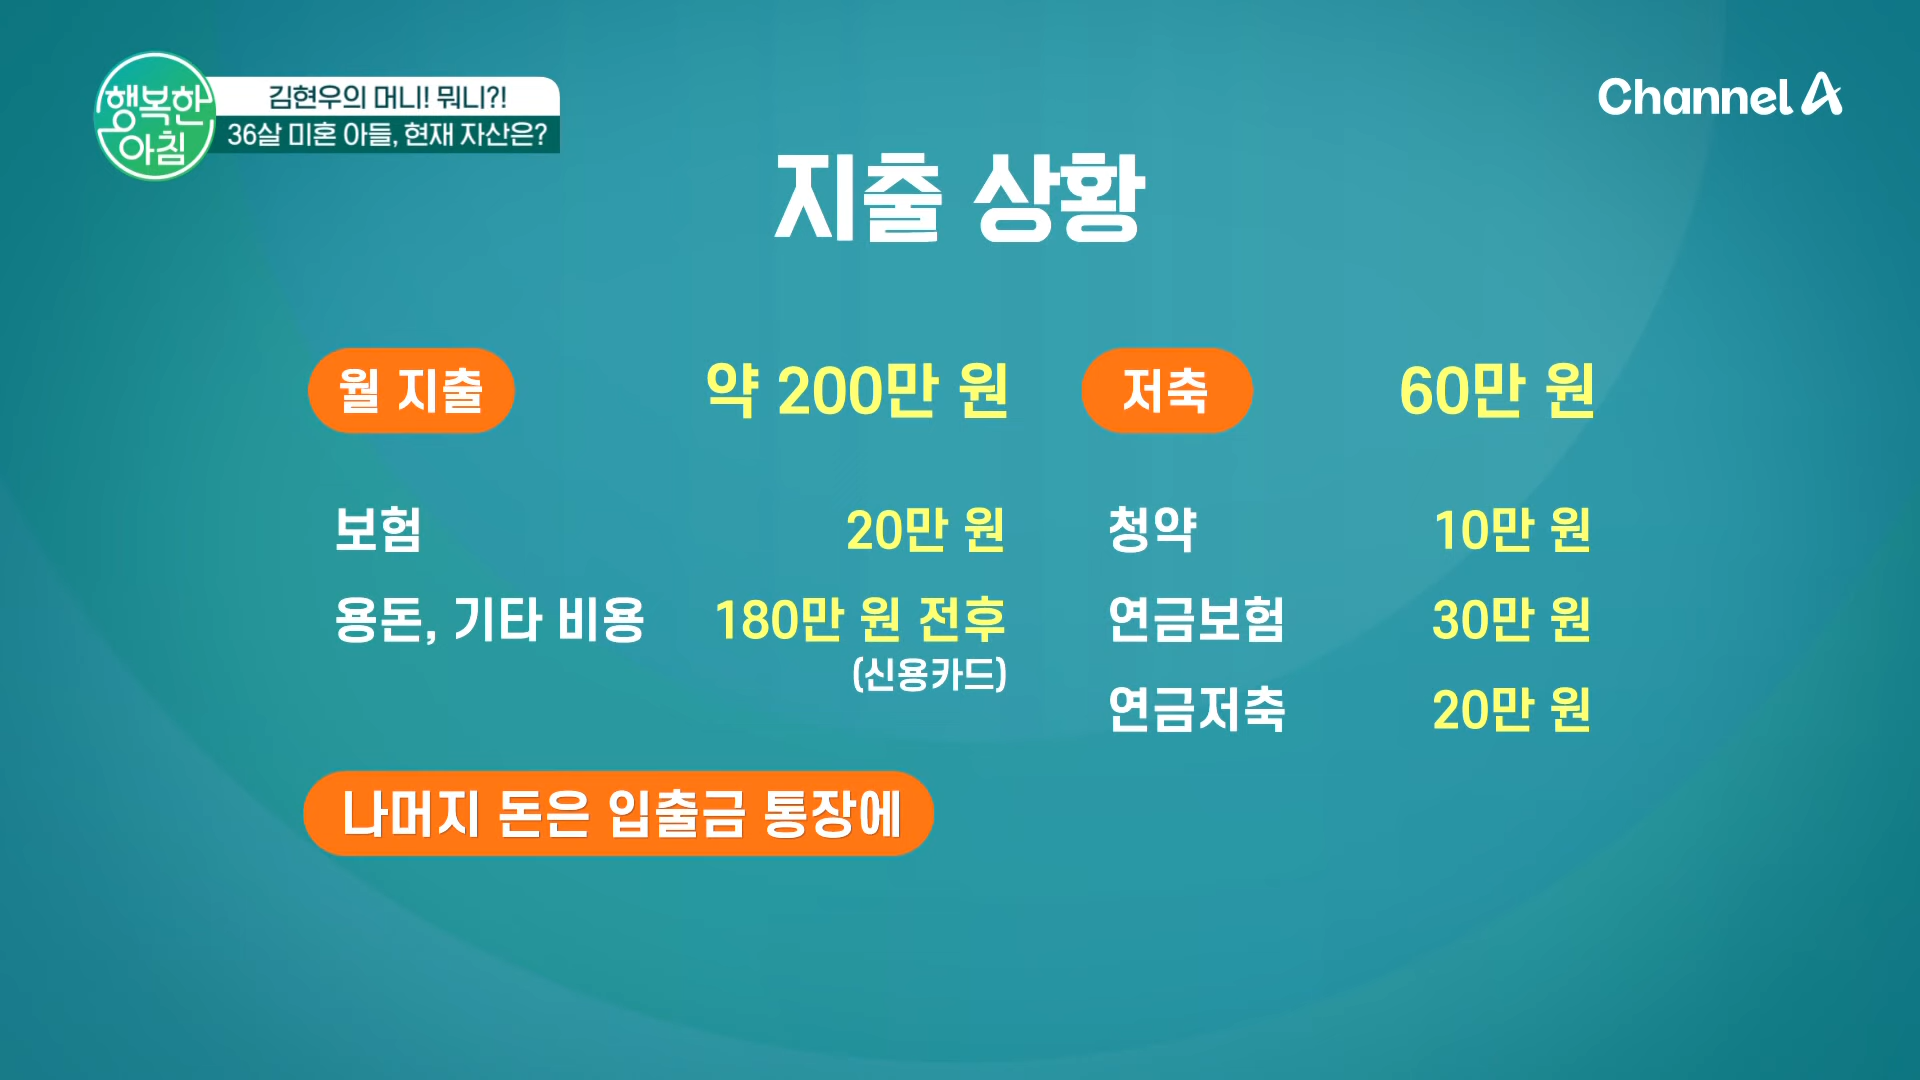 행복한
아침
김현우의 머니! 뭐니?!
36살 미혼 아들, 현재 자산은?
Channel A
지출 상황
월 지출 약 200만 원
보험 20만 원
용돈, 기타 비용 180만 원 전후
(신용카드)
저축 60만 원
청약 10만 원
연금보험 30만 원
연금저축 20만 원
나머지 돈은 입출금 통장에